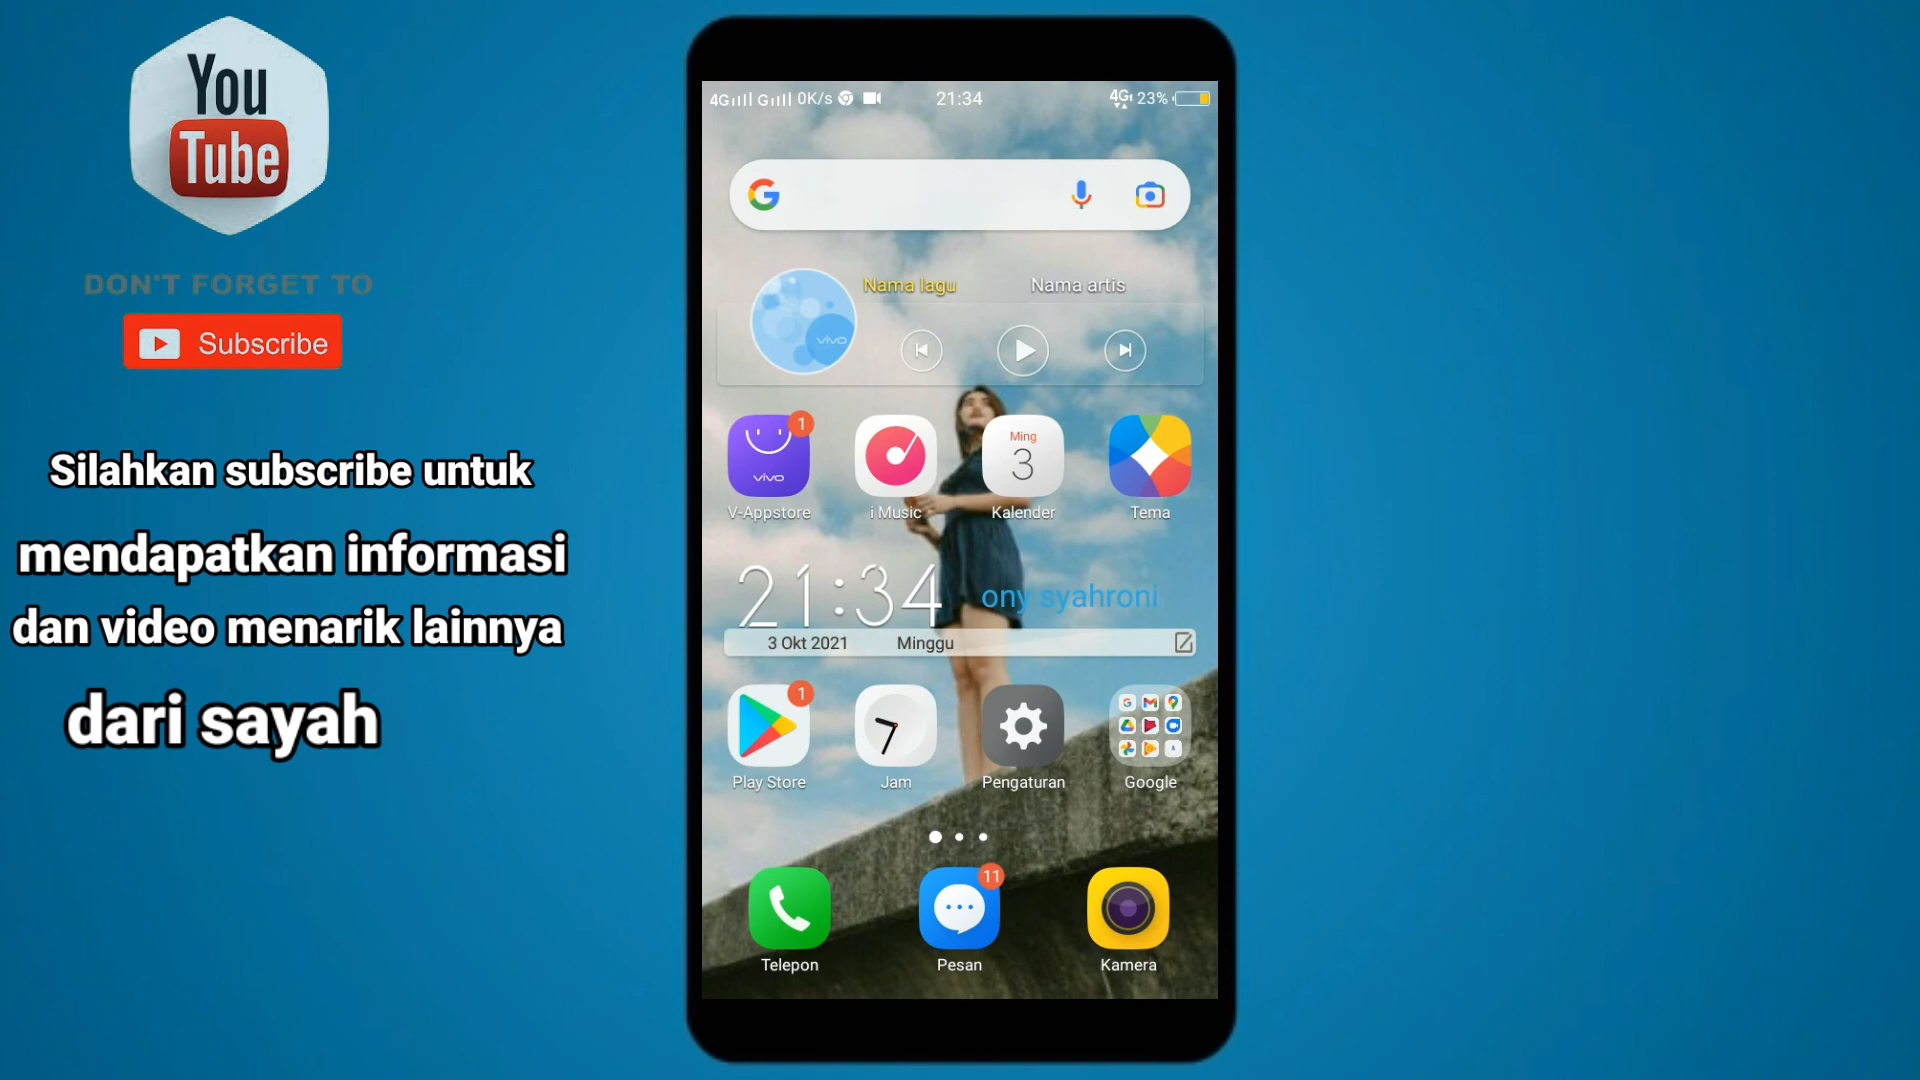 You
Tube
DON'T FORGET TO
Subscribe
Silahkan subscribe untuk
mendapatkan informasi
dan video menarik lainnya
dari sayah
4G G 0K/s 21:34 4G 23%
Nama lagu Nama artis
vivo
1
vivo
Ming
3
V-Appstore i Music Kalender Tema
21:34 ony syahroni
3 Okt 2021 Minggu
1
Play Store Jam Pengaturan Google
11
Telepon Pesan Kamera